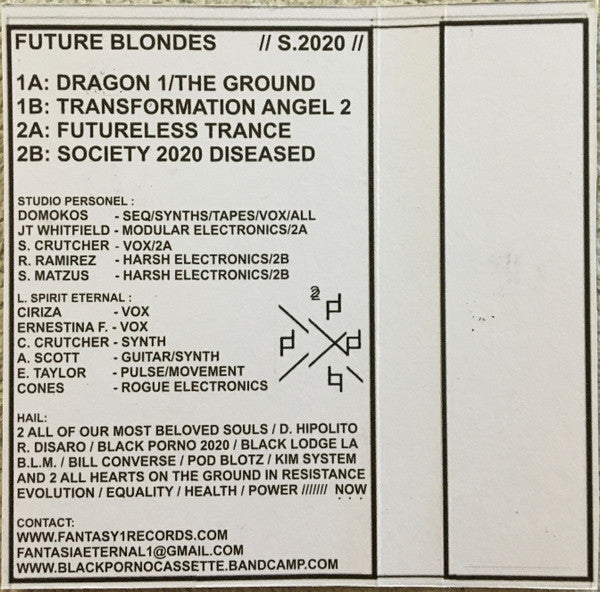 FUTURE BLONDES // S.2020 //
1A: DRAGON 1/THE GROUND
1B: TRANSFORMATION ANGEL 2
2A: FUTURELESS TRANCE
2B: SOCIETY 2020 DISEASED
STUDIO PERSONEL :
DOMOKOS - SEQ/SYNTHS/TAPES/VOX/ALL
JT WHITFIELD - MODULAR ELECTRONICS/2A
S. CRUTCHER - VOX/2A
R. RAMIREZ - HARSH ELECTRONICS/2B
S. MATZUS - HARSH ELECTRONICS/2B
L. SPIRIT ETERNAL :
CIRIZA - VOX
ERNESTINA F. - VOX
C. CRUTCHER - SYNTH
A. SCOTT - GUITAR/SYNTH
E. TAYLOR - PULSE/MOVEMENT
CONES - ROGUE ELECTRONICS
2
HAIL:
2 ALL OF OUR MOST BELOVED SOULS / D. HIPOLITO
R. DISARO / BLACK PORNO 2020 / BLACK LODGE LA
B.L.M. / BILL CONVERSE / POD BLOTZ / KIM SYSTEM
AND 2 ALL HEARTS ON THE GROUND IN RESISTANCE
EVOLUTION / EQUALITY / HEALTH / POWER /////// NOW
CONTACT:
WWW.FANTASY1RECORDS.COM
FANTASIAETERNAL1@GMAIL.COM
WWW.BLACKPORNOCASSETTE.BANDCAMP.COM